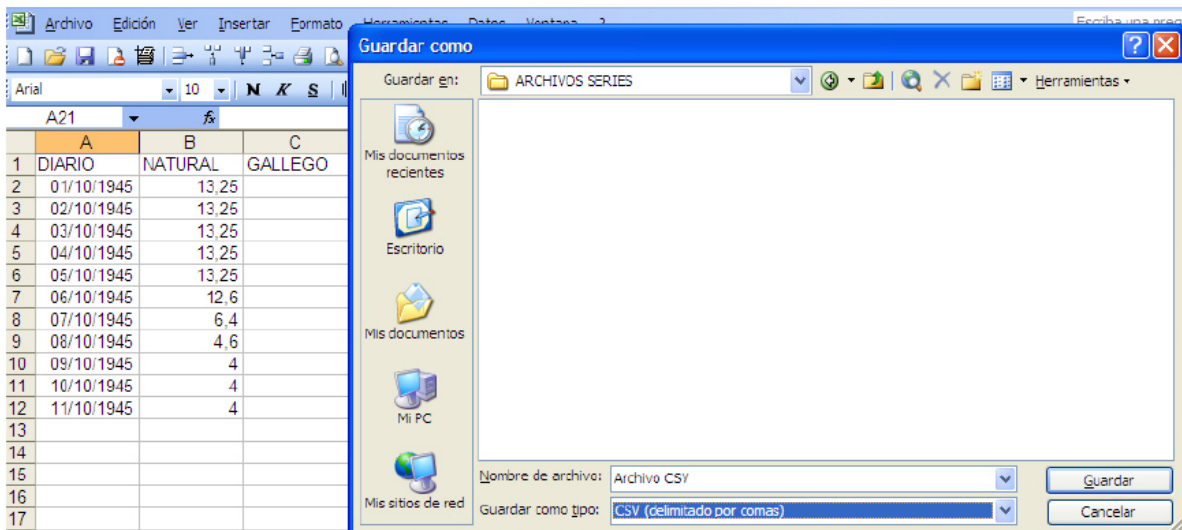 Archivo Edición Ver Insertar Formato Herramientas Datos Ventana ?
Escriba una preg
Guardar como
Arial 10 N K S
Guardar en: ARCHIVOS SERIES Herramientas
A21 fx
A B C
1 DIARIO NATURAL GALLEGO
2 01/10/1945 13,25
3 02/10/1945 13,25
4 03/10/1945 13,25
5 04/10/1945 13,25
6 05/10/1945 13,25
7 06/10/1945 12,6
8 07/10/1945 6,4
9 08/10/1945 4,6
10 09/10/1945 4
11 10/10/1945 4
12 11/10/1945 4
13
14
15
16
17
Mis documentos
recientes
Escritorio
Mis documentos
Mi PC
Mis sitios de red
Nombre de archivo: Archivo CSV
Guardar
Guardar como tipo: CSV (delimitado por comas)
Cancelar